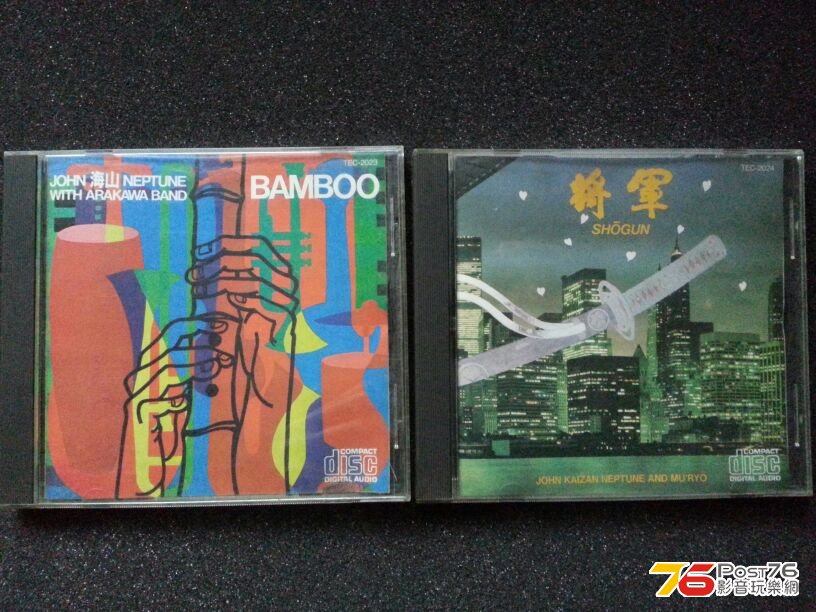 TEC-2023
JOHN 海山 NEPTUNE
WITH ARAKAWA BAND
BAMBOO
COMPACT
disc
DIGITAL AUDIO
TEC-2024
将軍
SHŌGUN
JOHN KAIZAN NEPTUNE AND MU'RYO
COMPACT
disc
DIGITAL AUDIO
76 Post76
影音玩樂網